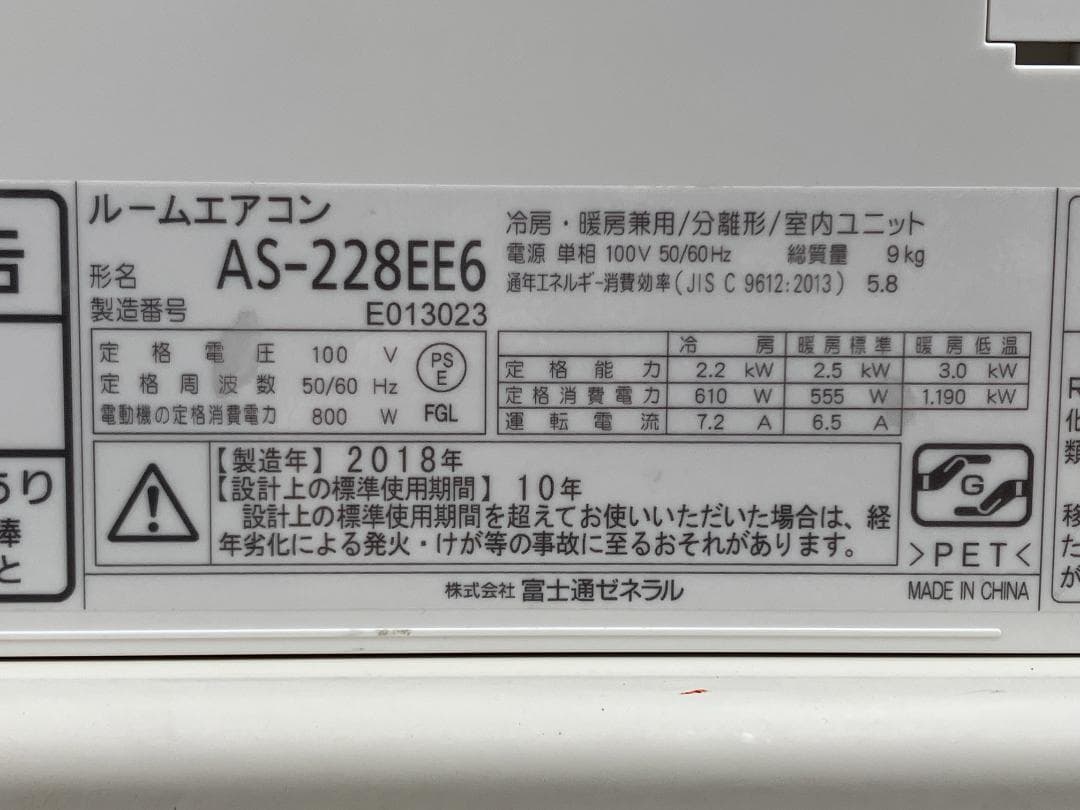 ルームエアコン
形名 AS-228EE6
製造番号 E013023
冷房・暖房兼用/分離形/室内ユニット
電源 単相 100V 50/60Hz 総質量 9kg
通年エネルギー消費効率(JIS C 9612:2013) 5.8
定格電圧 100 V
定格周波数 50/60 Hz
電動機の定格消費電力 800 W
PS
E
FGL
冷房 暖房標準 暖房低温
定格能力 2.2 kW 2.5 kW 3.0 kW
定格消費電力 610 W 555 W 1.190 kW
運転電流 7.2 A 6.5 A
【製造年】2018年
【設計上の標準使用期間】10年
設計上の標準使用期間を超えてお使いいただいた場合は、経
年劣化による発火・けが等の事故に至るおそれがあります。
G
>PET<
株式会社 富士通ゼネラル
MADE IN CHINA
告
あり
棒
と
R
化
類
移
た
が